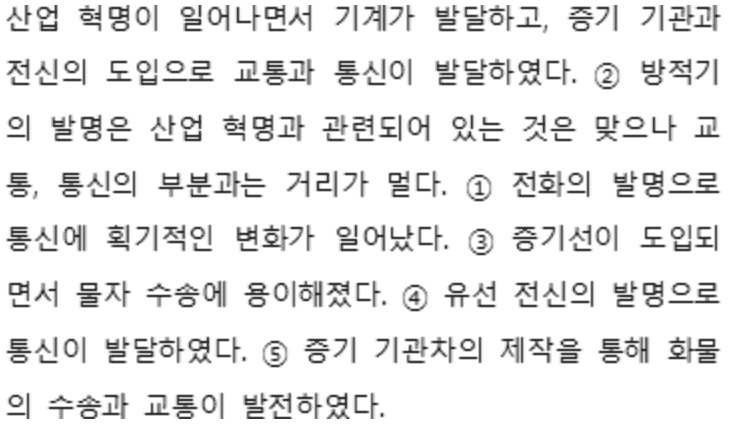 산업 혁명이 일어나면서 기계가 발달하고, 증기 기관과
전신의 도입으로 교통과 통신이 발달하였다. ② 방적기
의 발명은 산업 혁명과 관련되어 있는 것은 맞으나 교
통, 통신의 부분과는 거리가 멀다. ① 전화의 발명으로
통신에 획기적인 변화가 일어났다. ③ 증기선이 도입되
면서 물자 수송에 용이해졌다. ④ 유선 전신의 발명으로
통신이 발달하였다. ⑤ 증기 기관차의 제작을 통해 화물
의 수송과 교통이 발전하였다.